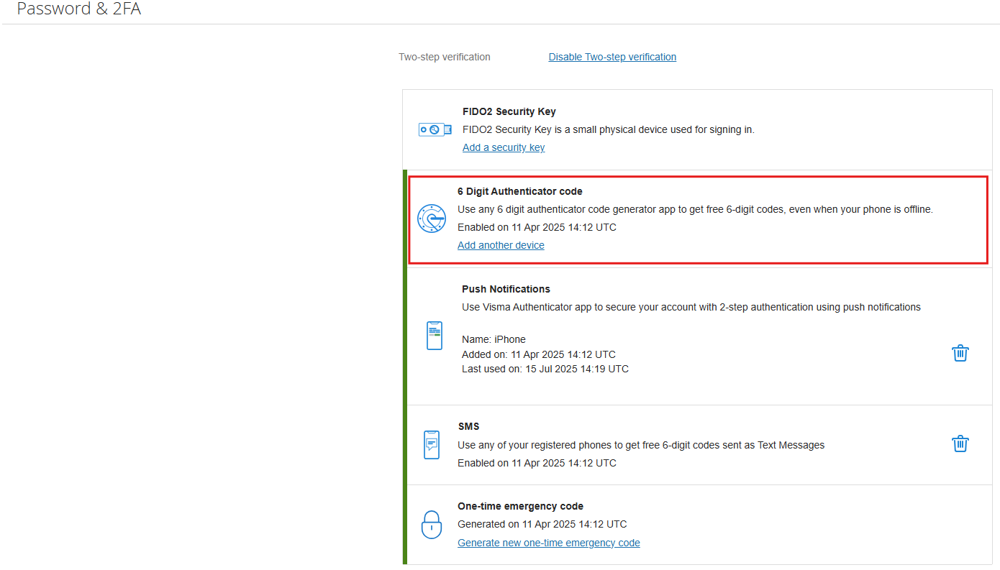 Password & 2FA
Two-step verification
Disable Two-step verification
FIDO2 Security Key
FIDO2 Security Key is a small physical device used for signing in.
Add a security key
6 Digit Authenticator code
Use any 6 digit authenticator code generator app to get free 6-digit codes, even when your phone is offline.
Enabled on 11 Apr 2025 14:12 UTC
Add another device
Push Notifications
Use Visma Authenticator app to secure your account with 2-step authentication using push notifications
Name: iPhone
Added on: 11 Apr 2025 14:12 UTC
Last used on: 15 Jul 2025 14:19 UTC
SMS
Use any of your registered phones to get free 6-digit codes sent as Text Messages
Enabled on 11 Apr 2025 14:12 UTC
One-time emergency code
Generated on 11 Apr 2025 14:12 UTC
Generate new one-time emergency code